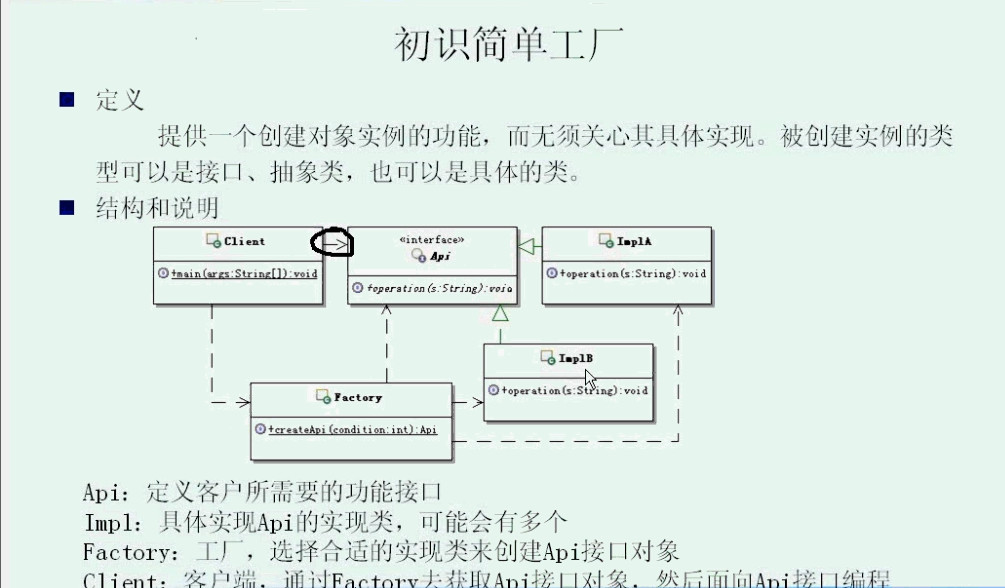 初识简单工厂
定义
提供一个创建对象实例的功能，而无须关心其具体实现。被创建实例的类
型可以是接口、抽象类，也可以是具体的类。
结构和说明
Client
+main(args:String[]):void
«interface»
Api
+operation(s:String):void
ImplA
+operation(s:String):void
ImplB
+operation(s:String):void
Factory
+createApi(condition:int):Api
Api：定义客户所需要的功能接口
Impl：具体实现Api的实现类，可能会有多个
Factory：工厂，选择合适的实现类来创建Api接口对象
Client：客户端，通过Factory去获取Api接口对象，然后面向Api接口编程